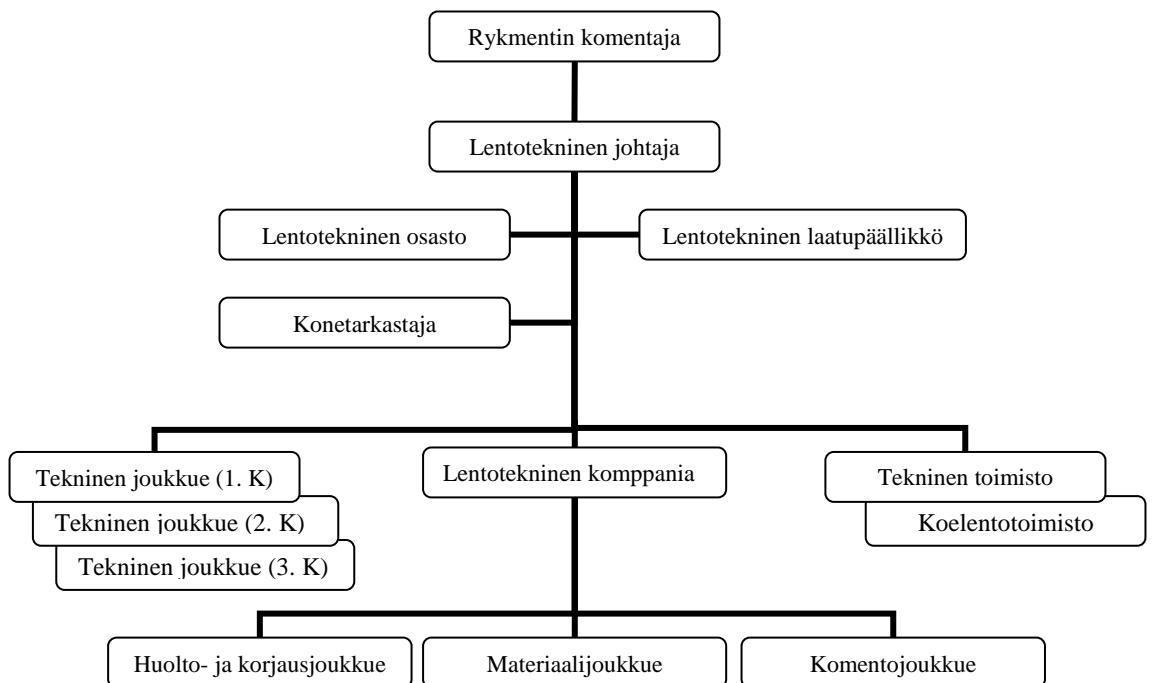 Rykmentin komentaja
Lentotekninen johtaja
Lentotekninen osasto
Lentotekninen laatupäällikkö
Konetarkastaja
Tekninen joukkue (1. K)
Tekninen joukkue (2. K)
Tekninen joukkue (3. K)
Lentotekninen komppania
Tekninen toimisto
Koelentotoimisto
Huolto- ja korjausjoukkue
Materiaalijoukkue
Komentojoukkue